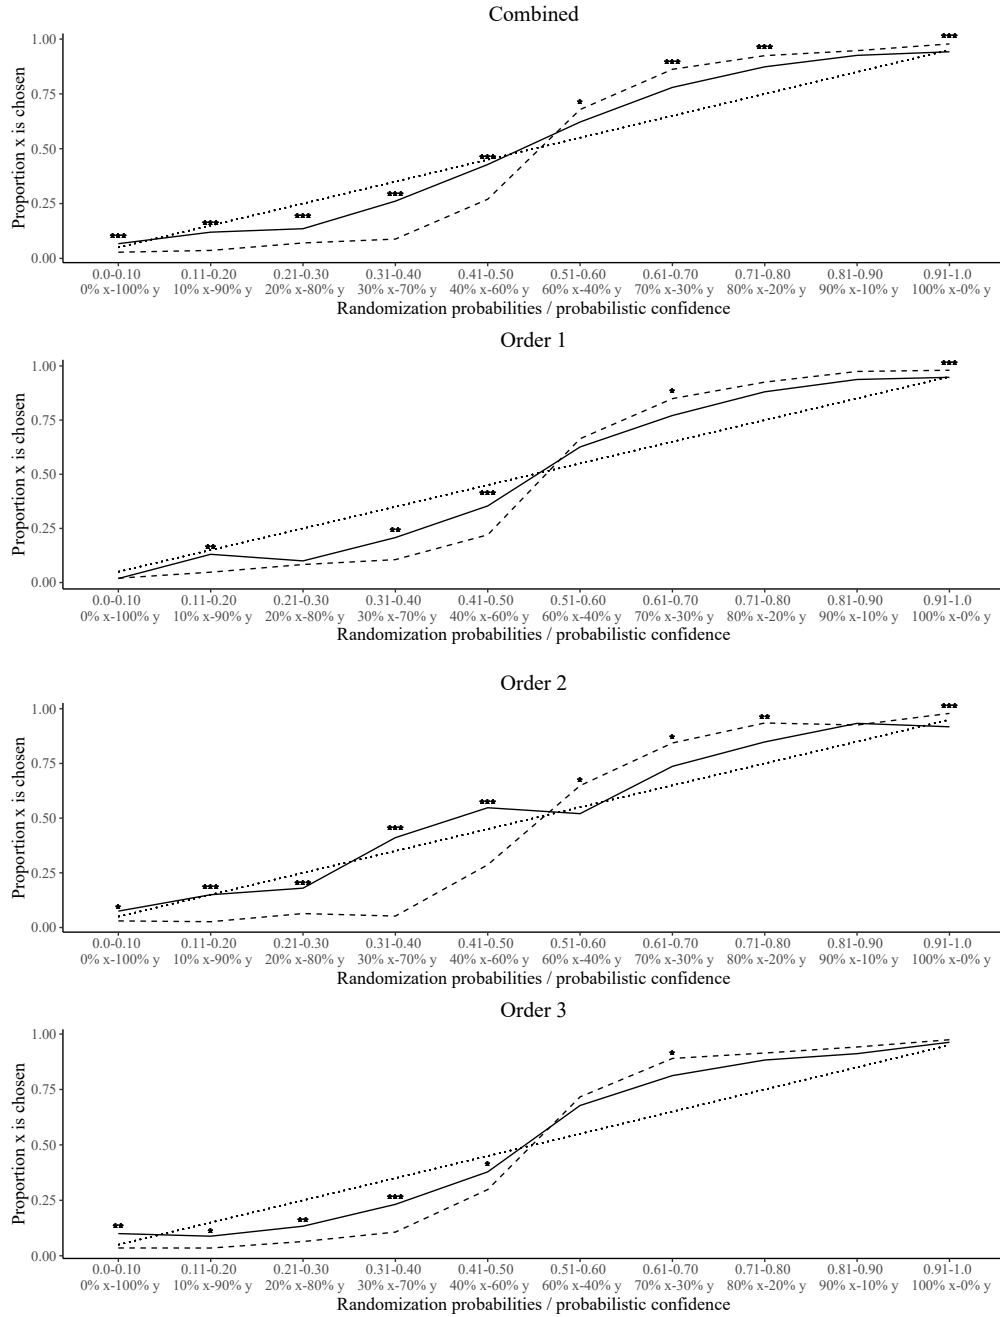 Combined
Proportion x is chosen
1.00
0.75
0.50
0.25
0.00
*** *** *** *** *** * *** *** ***
0.0-0.10 0.11-0.20 0.21-0.30 0.31-0.40 0.41-0.50 0.51-0.60 0.61-0.70 0.71-0.80 0.81-0.90 0.91-1.0
0% x-100% y 10% x-90% y 20% x-80% y 30% x-70% y 40% x-60% y 60% x-40% y 70% x-30% y 80% x-20% y 90% x-10% y 100% x-0% y
Randomization probabilities / probabilistic confidence
Order 1
Proportion x is chosen
1.00
0.75
0.50
0.25
0.00
** ** *** * ***
0.0-0.10 0.11-0.20 0.21-0.30 0.31-0.40 0.41-0.50 0.51-0.60 0.61-0.70 0.71-0.80 0.81-0.90 0.91-1.0
0% x-100% y 10% x-90% y 20% x-80% y 30% x-70% y 40% x-60% y 60% x-40% y 70% x-30% y 80% x-20% y 90% x-10% y 100% x-0% y
Randomization probabilities / probabilistic confidence
Order 2
Proportion x is chosen
1.00
0.75
0.50
0.25
0.00
* *** *** *** *** * * ** ***
0.0-0.10 0.11-0.20 0.21-0.30 0.31-0.40 0.41-0.50 0.51-0.60 0.61-0.70 0.71-0.80 0.81-0.90 0.91-1.0
0% x-100% y 10% x-90% y 20% x-80% y 30% x-70% y 40% x-60% y 60% x-40% y 70% x-30% y 80% x-20% y 90% x-10% y 100% x-0% y
Randomization probabilities / probabilistic confidence
Order 3
Proportion x is chosen
1.00
0.75
0.50
0.25
0.00
** * ** *** * *
0.0-0.10 0.11-0.20 0.21-0.30 0.31-0.40 0.41-0.50 0.51-0.60 0.61-0.70 0.71-0.80 0.81-0.90 0.91-1.0
0% x-100% y 10% x-90% y 20% x-80% y 30% x-70% y 40% x-60% y 60% x-40% y 70% x-30% y 80% x-20% y 90% x-10% y 100% x-0% y
Randomization probabilities / probabilistic confidence